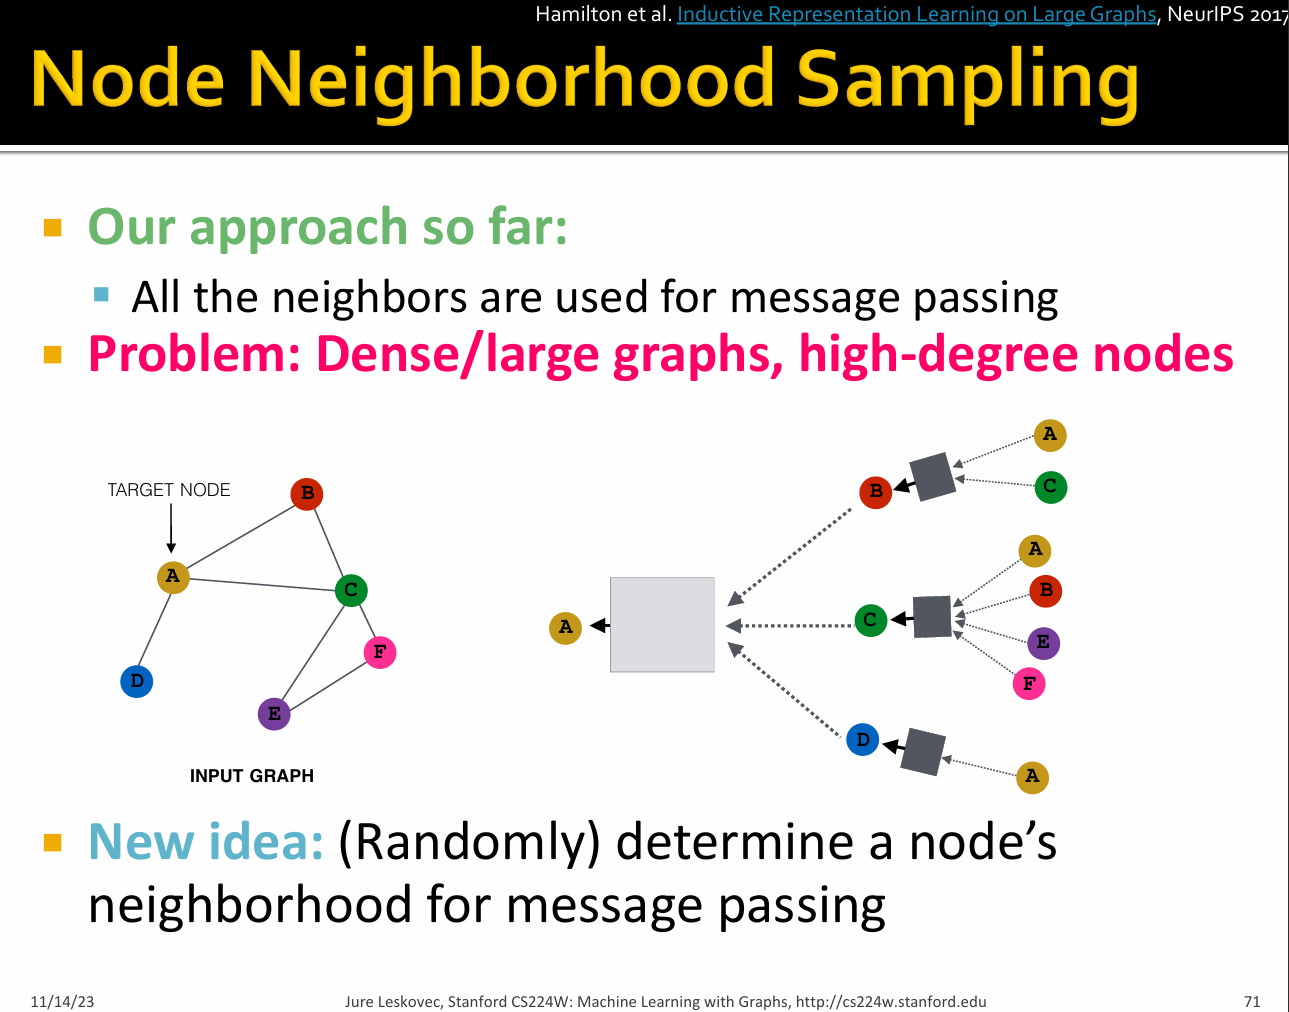 Hamilton et al. Inductive Representation Learning on Large Graphs, NeurIPS 2017
Node Neighborhood Sampling
Our approach so far:
All the neighbors are used for message passing
Problem: Dense/large graphs, high-degree nodes
TARGET NODE
B
A
C
F
D
E
INPUT GRAPH
A
B
C
D
A
C
A
B
E
F
A
New idea: (Randomly) determine a node’s
neighborhood for message passing
11/14/23
Jure Leskovec, Stanford CS224W: Machine Learning with Graphs, http://cs224w.stanford.edu
71